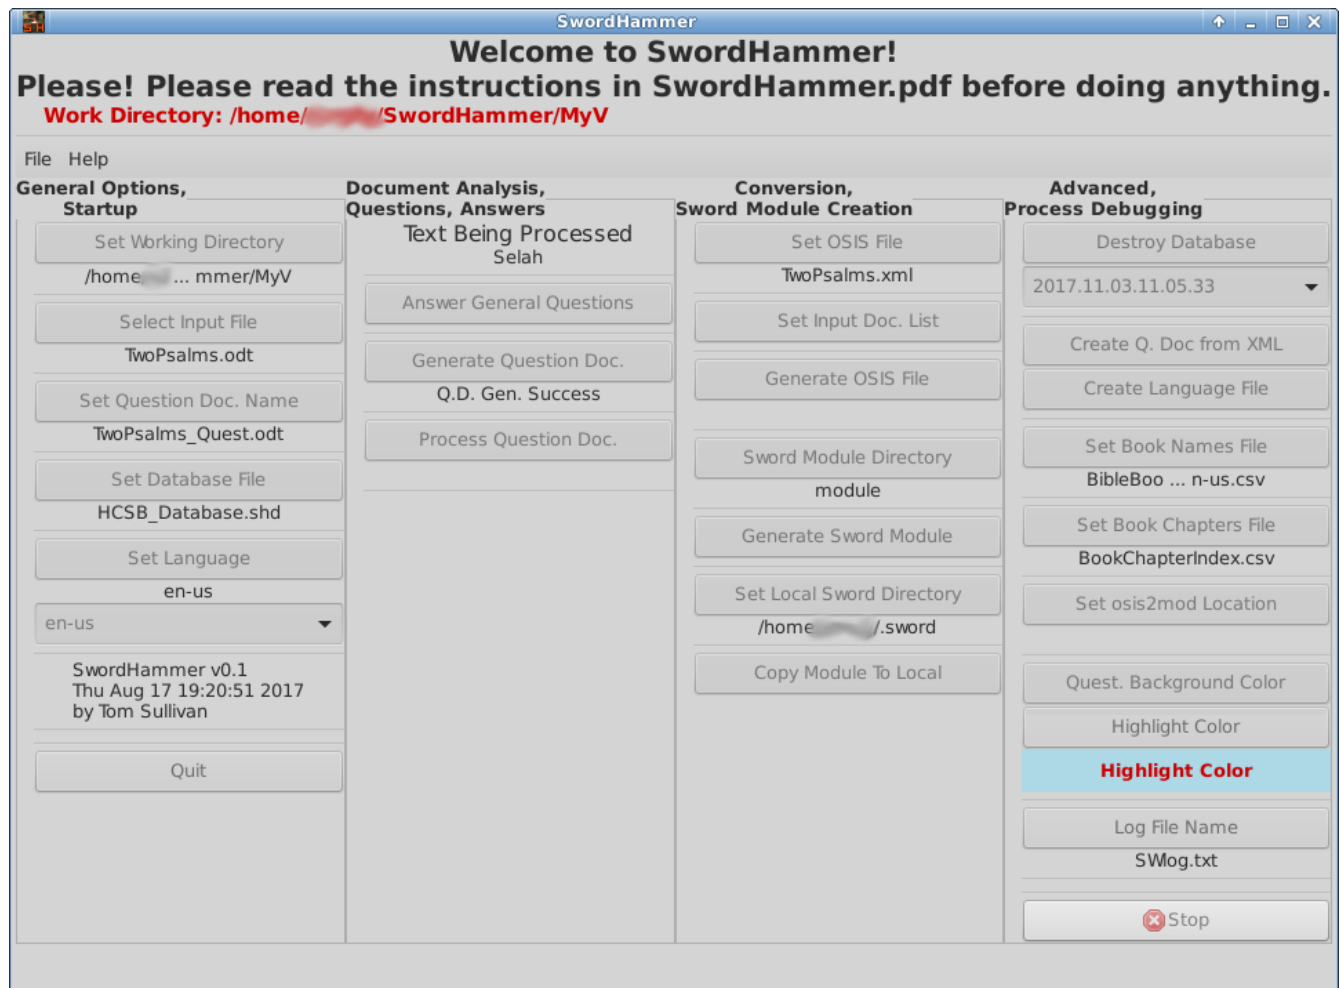 SwordHammer
Welcome to SwordHammer!
Please! Please read the instructions in SwordHammer.pdf before doing anything.
Work Directory: /home/ /SwordHammer/MyV
File Help
General Options,
Startup
Set Working Directory
/home ... mmer/MyV
Select Input File
TwoPsalms.odt
Set Question Doc. Name
TwoPsalms_Quest.odt
Set Database File
HCSB_Database.shd
Set Language
en-us
en-us
SwordHammer v0.1
Thu Aug 17 19:20:51 2017
by Tom Sullivan
Quit
Document Analysis,
Questions, Answers
Text Being Processed
Selah
Answer General Questions
Generate Question Doc.
Q.D. Gen. Success
Process Question Doc.
Conversion,
Sword Module Creation
Set OSIS File
TwoPsalms.xml
Set Input Doc. List
Generate OSIS File
Sword Module Directory
module
Generate Sword Module
Set Local Sword Directory
/home /.sword
Copy Module To Local
Advanced,
Process Debugging
Destroy Database
2017.11.03.11.05.33
Create Q. Doc from XML
Create Language File
Set Book Names File
BibleBoo ... n-us.csv
Set Book Chapters File
BookChapterIndex.csv
Set osis2mod Location
Quest. Background Color
Highlight Color
Highlight Color
Log File Name
SWlog.txt
Stop